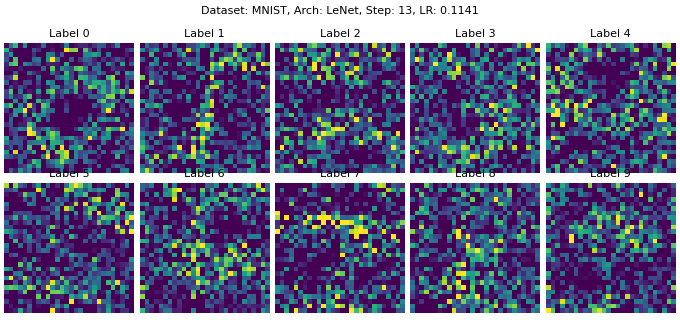 Dataset: MNIST, Arch: LeNet, Step: 13, LR: 0.1141
Label 0 Label 1 Label 2 Label 3 Label 4
Label 5 Label 6 Label 7 Label 8 Label 9